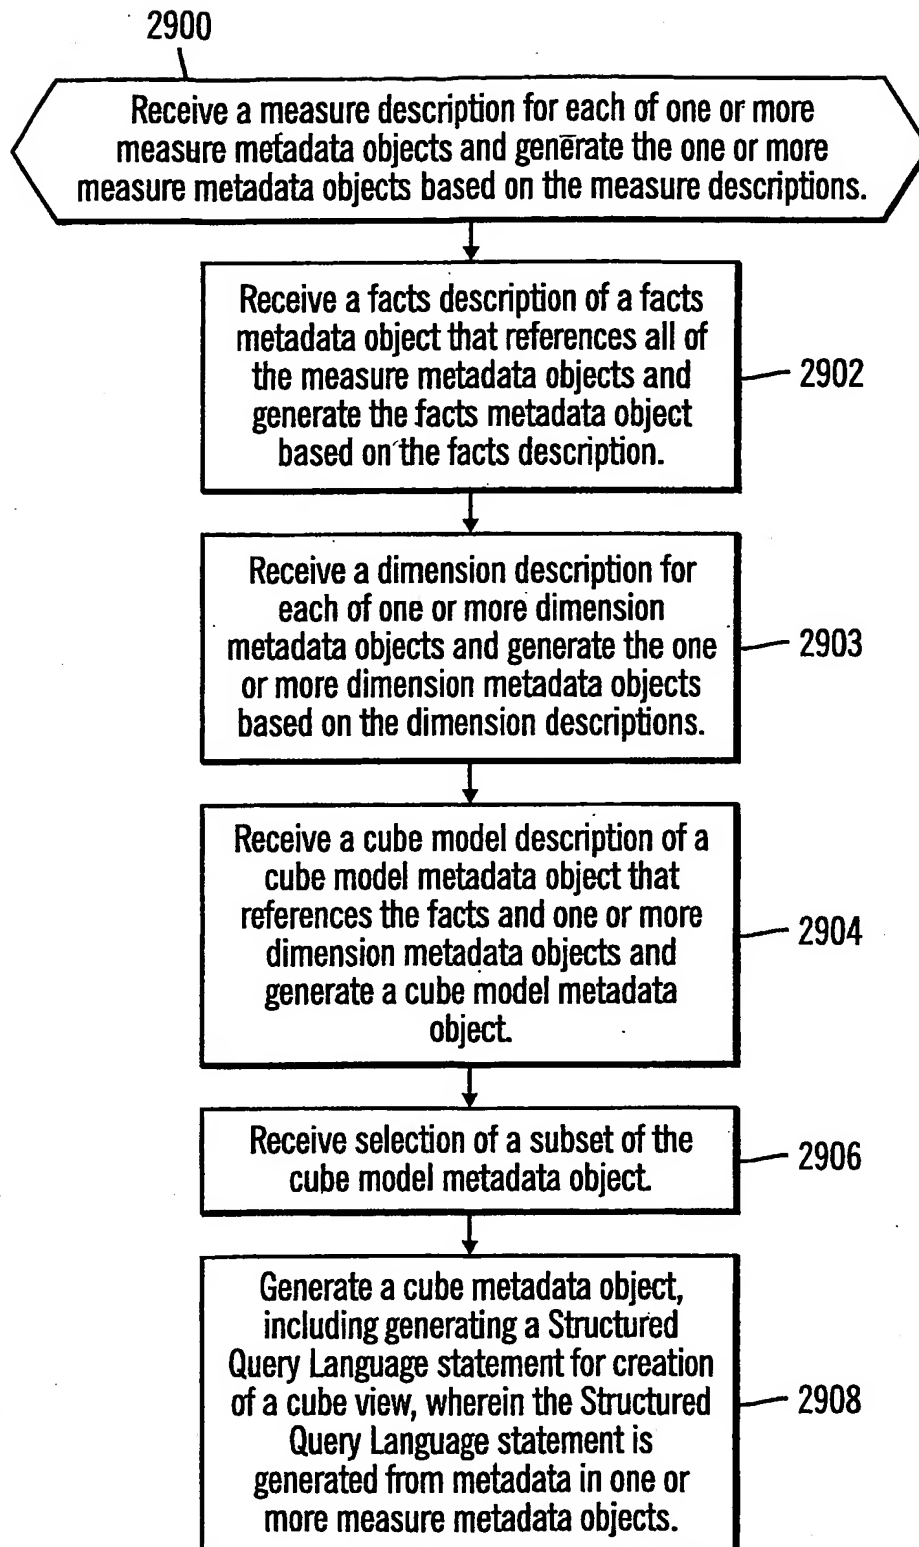 2900
Receive a measure description for each of one or more
measure metadata objects and generate the one or more
measure metadata objects based on the measure descriptions.
Receive a facts description of a facts
metadata object that references all of
the measure metadata objects and
generate the facts metadata object
based on the facts description.
2902
Receive a dimension description for
each of one or more dimension
metadata objects and generate the one
or more dimension metadata objects
based on the dimension descriptions.
2903
Receive a cube model description of a
cube model metadata object that
references the facts and one or more
dimension metadata objects and
generate a cube model metadata
object.
2904
Receive selection of a subset of the
cube model metadata object.
2906
Generate a cube metadata object,
including generating a Structured
Query Language statement for creation
of a cube view, wherein the Structured
Query Language statement is
generated from metadata in one or
more measure metadata objects.
2908